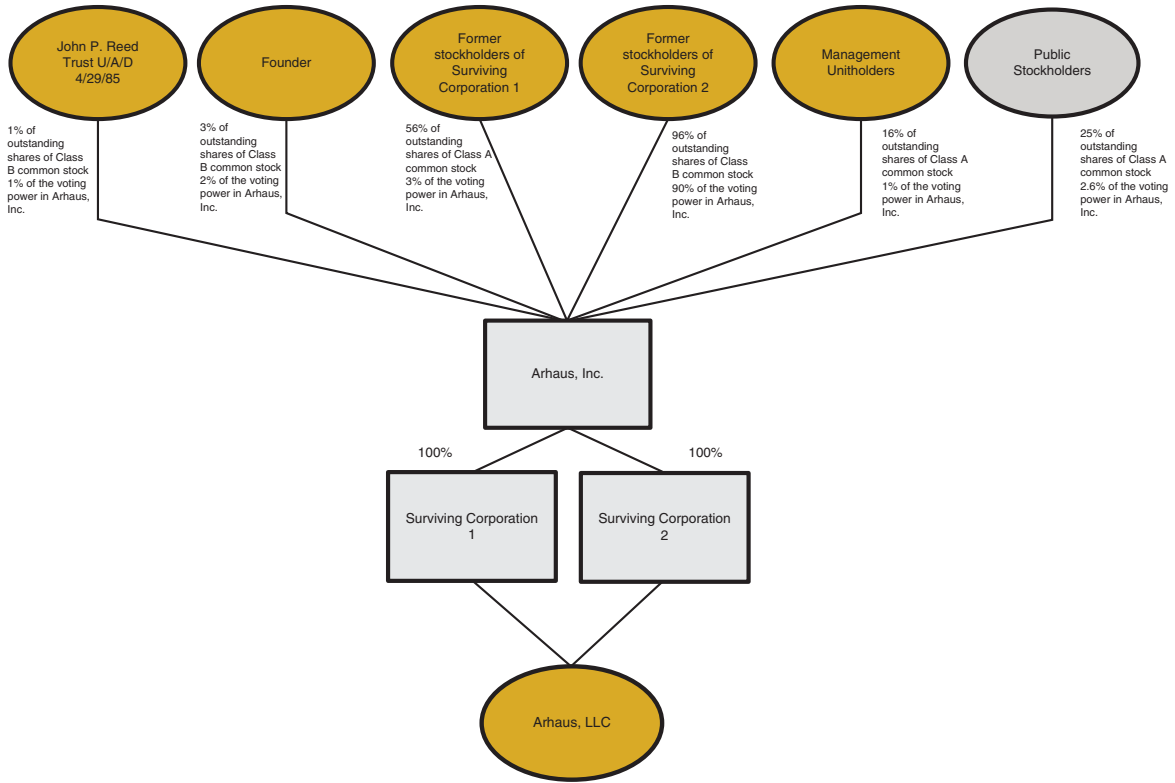 John P. Reed
Trust U/A/D
4/29/85
Founder
Former
stockholders of
Surviving
Corporation 1
Former
stockholders of
Surviving
Corporation 2
Management
Unitholders
Public
Stockholders
1% of
outstanding
shares of Class
B common stock
1% of the voting
power in Arhaus,
Inc.
3% of
outstanding
shares of Class
B common stock
2% of the voting
power in Arhaus,
Inc.
56% of
outstanding
shares of Class A
common stock
3% of the voting
power in Arhaus,
Inc.
96% of
outstanding
shares of Class
B common stock
90% of the voting
power in Arhaus,
Inc.
16% of
outstanding
shares of Class A
common stock
1% of the voting
power in Arhaus,
Inc.
25% of
outstanding
shares of Class A
common stock
2.6% of the voting
power in Arhaus,
Inc.
Arhaus, Inc.
100%
100%
Surviving Corporation
1
Surviving Corporation
2
Arhaus, LLC